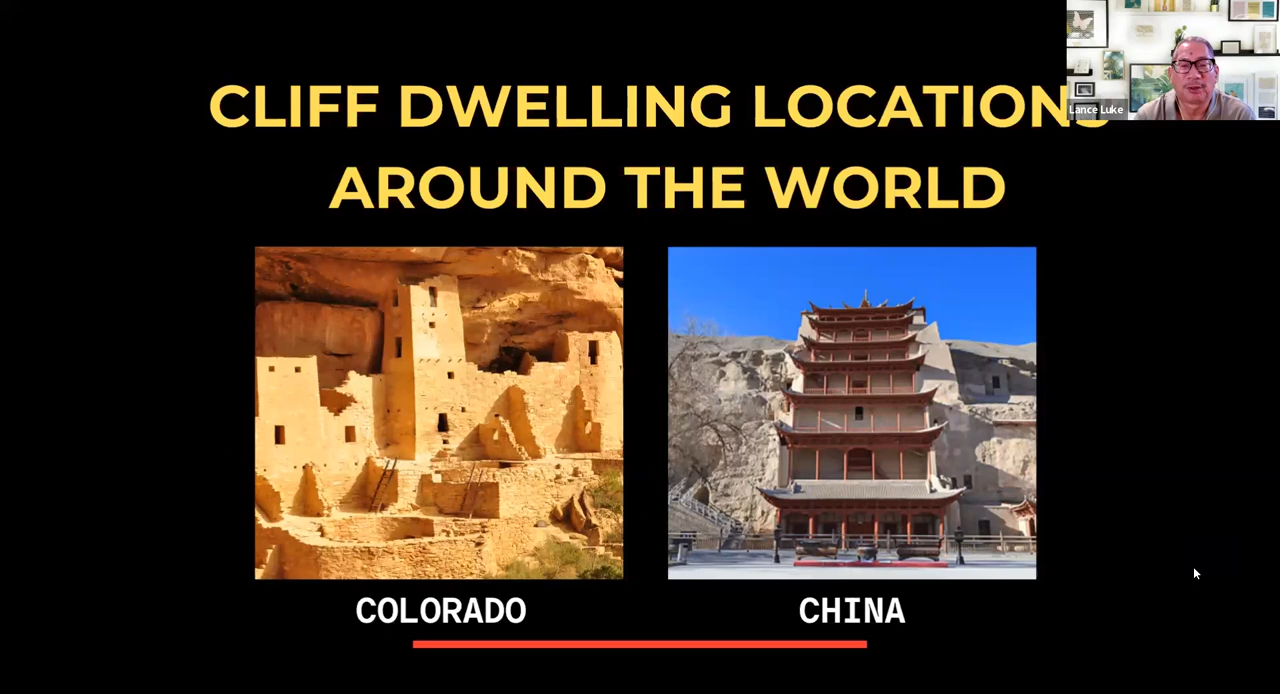 CLIFF DWELLING LOCATIONS
AROUND THE WORLD
Lance Luke
COLORADO
CHINA